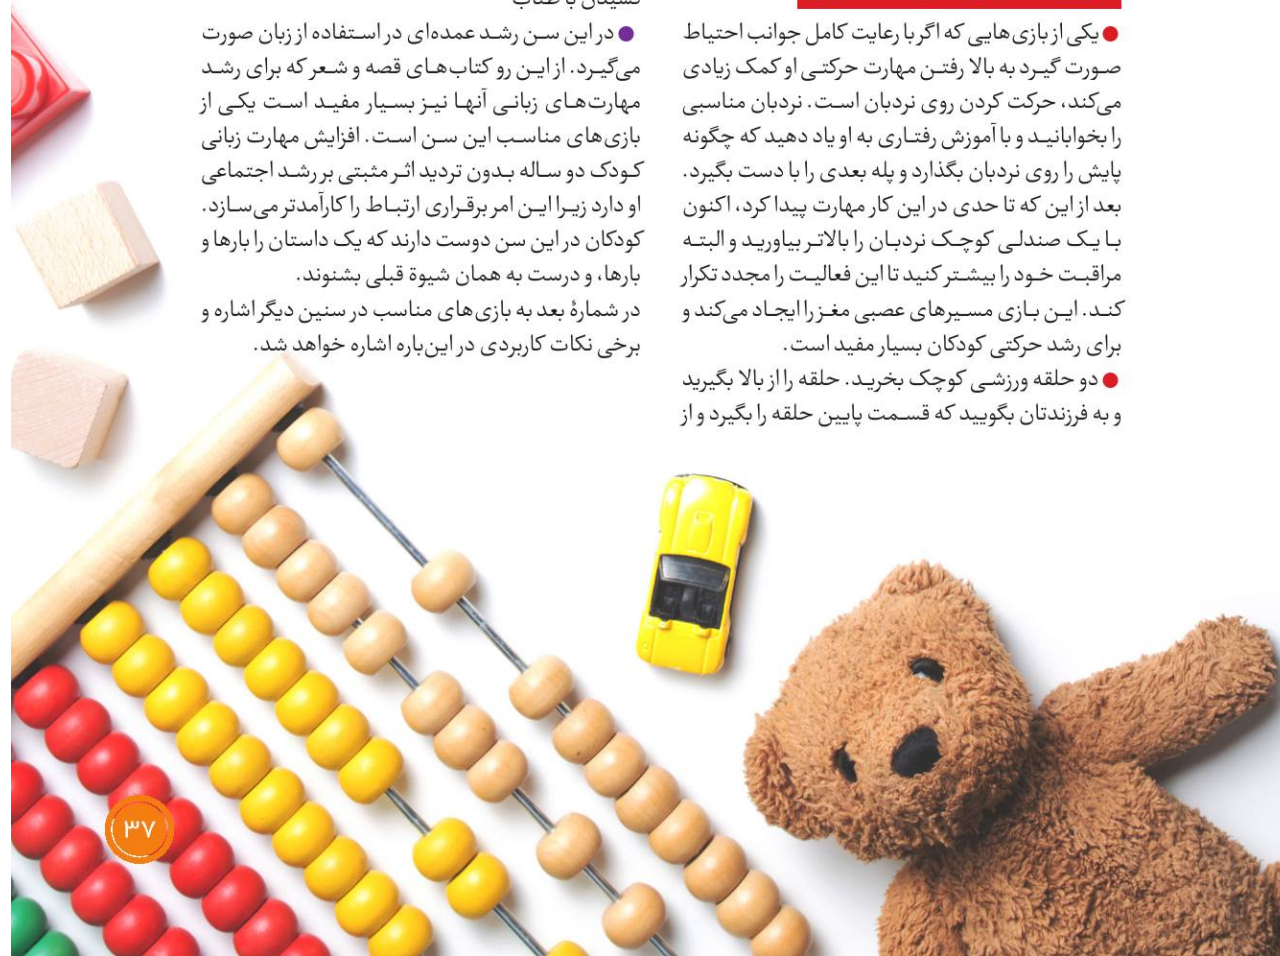 یکی از بازی‌هایی که اگر با رعایت کامل جوانب احتیاط
صورت گیرد به بالا رفتن مهارت حرکتی او کمک زیادی
می‌کند، حرکت کردن روی نردبان است. نردبان مناسبی
را بخوابانید و با آموزش رفتاری به او یاد دهید که چگونه
پایش را روی نردبان بگذارد و پله بعدی را با دست بگیرد.
بعد از این که تا حدی در این کار مهارت پیدا کرد، اکنون
با یک صندلی کوچک نردبان را بالاتر بیاورید و البته
مراقبت خود را بیشتر کنید تا این فعالیت را مجدد تکرار
کند. این بازی مسیرهای عصبی مغز را ایجاد می‌کند و
برای رشد حرکتی کودکان بسیار مفید است.
دو حلقه ورزشی کوچک بخرید. حلقه را از بالا بگیرید
و به فرزندتان بگویید که قسمت پایین حلقه را بگیرد و از
در این سن رشد عمده‌ای در استفاده از زبان صورت
می‌گیرد. از این رو کتاب‌های قصه و شعر که برای رشد
مهارت‌های زبانی آنها نیز بسیار مفید است یکی از
بازی‌های مناسب این سن است. افزایش مهارت زبانی
کودک دو ساله بدون تردید اثر مثبتی بر رشد اجتماعی
او دارد زیرا این امر برقراری ارتباط را کارآمدتر می‌سازد.
کودکان در این سن دوست دارند که یک داستان را بارها و
بارها، و درست به همان شیوۀ قبلی بشنوند.
در شمارۀ بعد به بازی‌های مناسب در سنین دیگر اشاره و
برخی نکات کاربردی در این‌باره اشاره خواهد شد.
۳۷